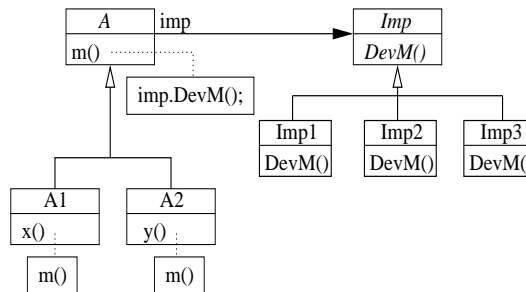 A
m()
imp
Imp
DevM()
imp.DevM();
Imp1
DevM()
Imp2
DevM()
Imp3
DevM()
A1
x()
A2
y()
m()
m()